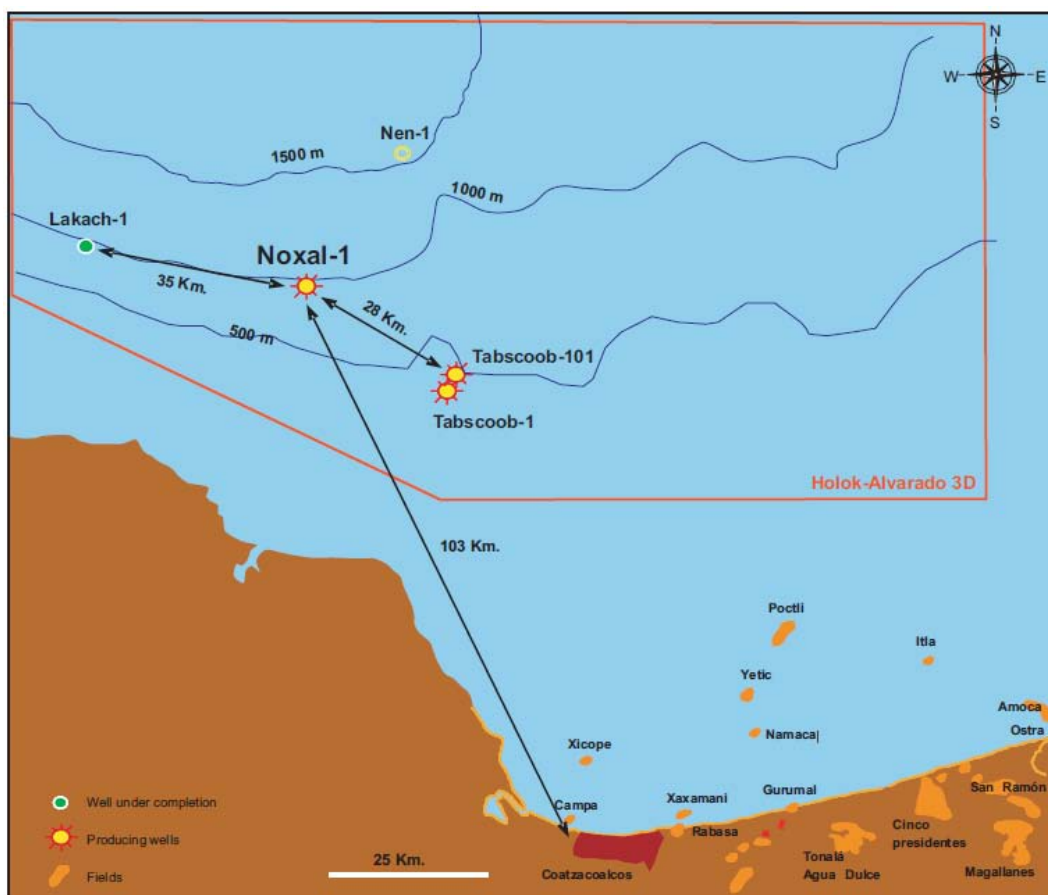 N
W
E
S
Nen-1
1500 m
1000 m
Lakach-1
Noxal-1
35 Km.
28 Km.
500 m
Tabscoob-101
Tabscoob-1
Holok-Alvarado 3D
103 Km.
Poctli
Itla
Yetic
Amoca
Namaca
Ostra
Xicope
San Ramón
Well under completion
Campa
Xaxamani
Gurumal
Producing wells
Rabasa
Cinco
presidentes
25 Km.
Coatzacoalcos
Tonalá
Agua Dulce
Magallanes
Fields